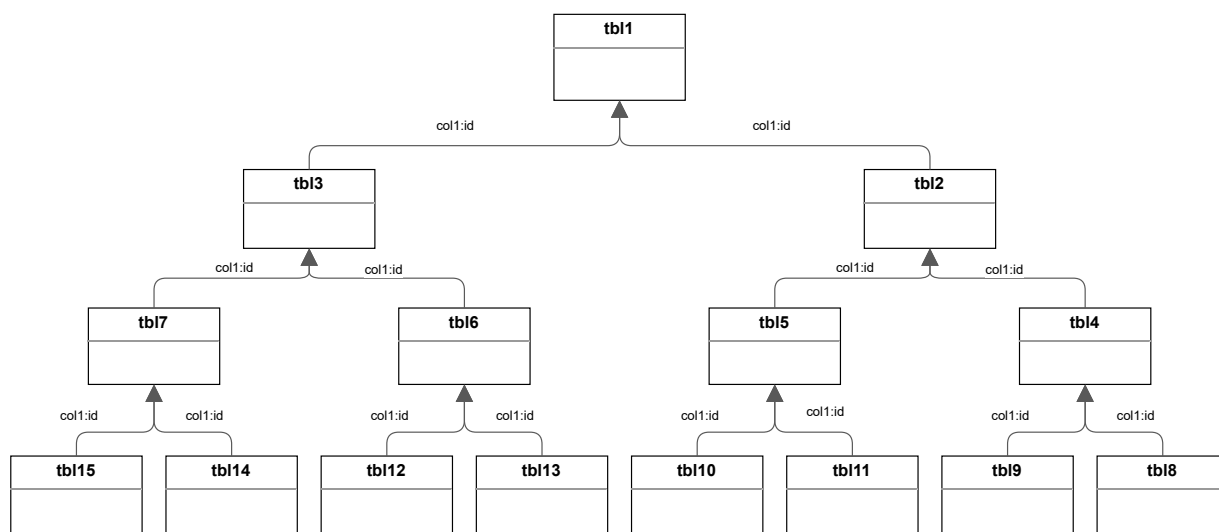 tbl1
col1:id
col1:id
tbl3
tbl2
col1:id
col1:id
col1:id
col1:id
tbl7
tbl6
tbl5
tbl4
col1:id
col1:id
col1:id
col1:id
col1:id
col1:id
col1:id
col1:id
tbl15
tbl14
tbl12
tbl13
tbl10
tbl11
tbl9
tbl8